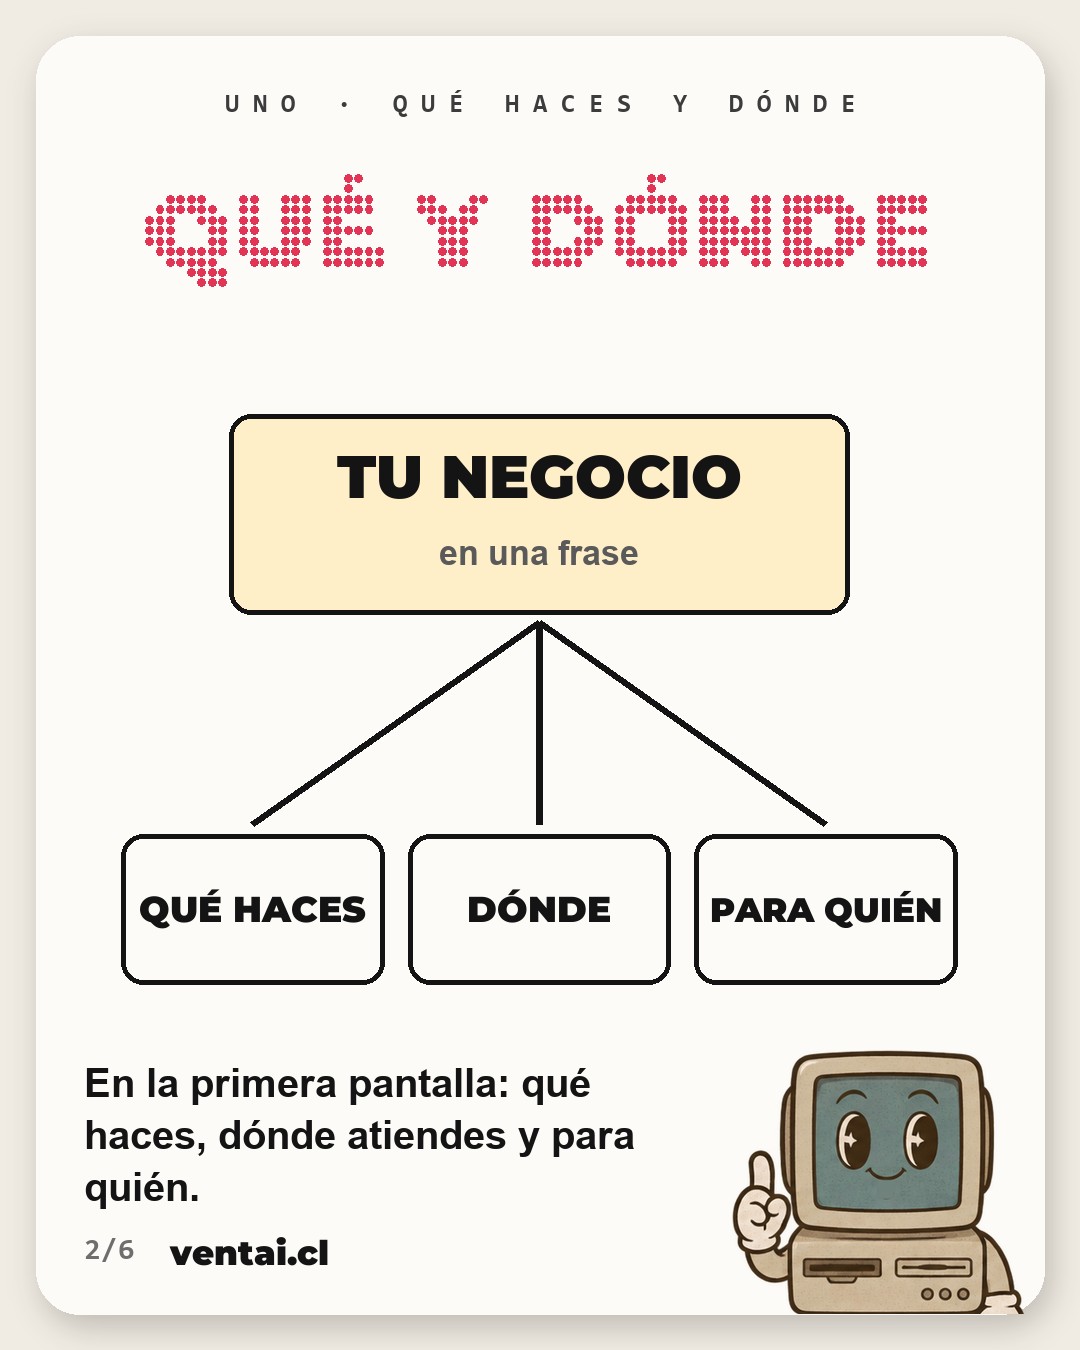 UNO · QUÉ HACES Y DÓNDE
QUÉ Y DÓNDE
TU NEGOCIO
en una frase
QUÉ HACES
DÓNDE
PARA QUIÉN
En la primera pantalla: qué
haces, dónde atiendes y para
quién.
2/6 ventai.cl